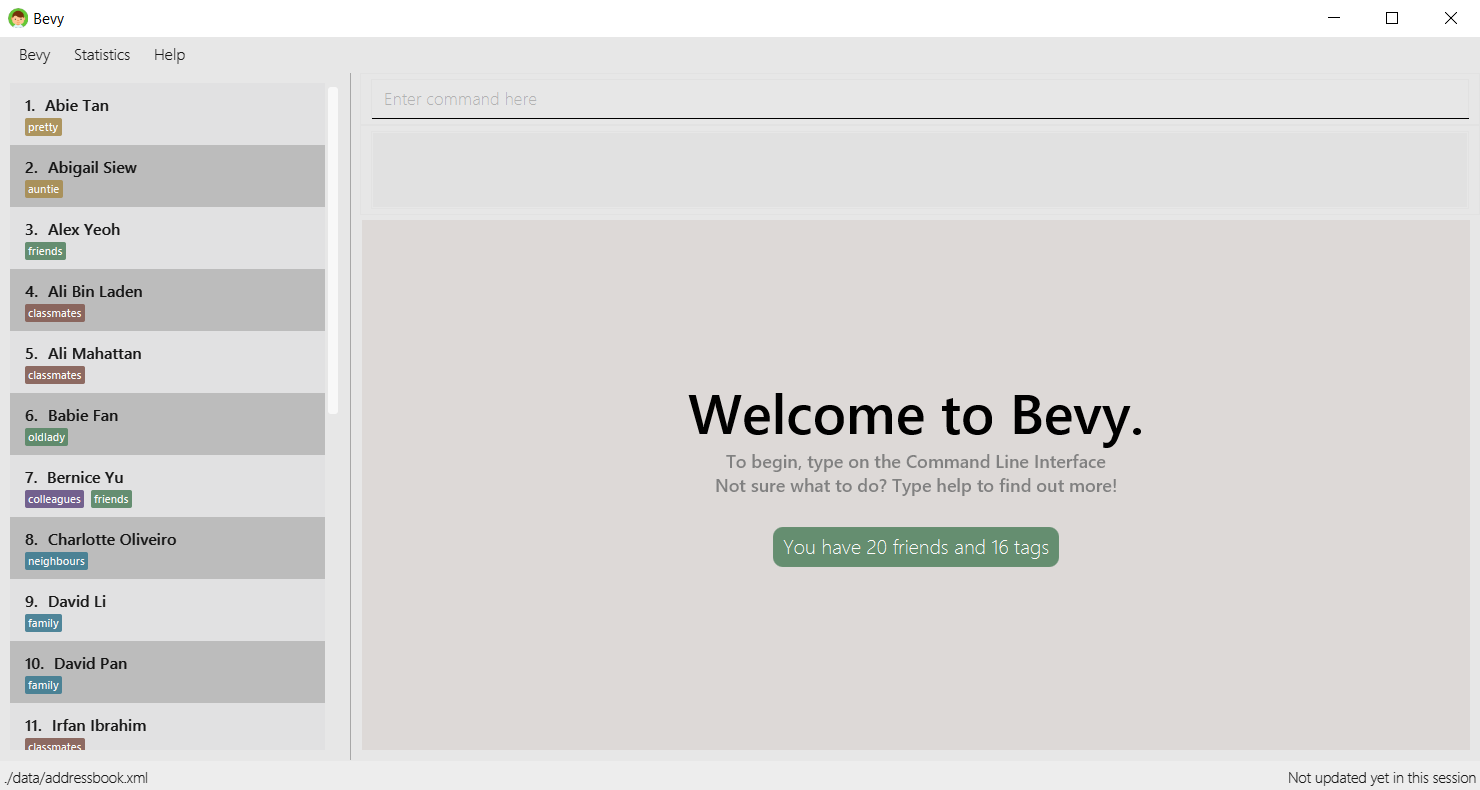 Bevy
Bevy Statistics Help
1. Abie Tan
pretty
2. Abigail Siew
auntie
3. Alex Yeoh
friends
4. Ali Bin Laden
classmates
5. Ali Mahattan
classmates
6. Babie Fan
oldlady
7. Bernice Yu
colleagues friends
8. Charlotte Oliveiro
neighbours
9. David Li
family
10. David Pan
family
11. Irfan Ibrahim
classmates
Enter command here
Welcome to Bevy.
To begin, type on the Command Line Interface
Not sure what to do? Type help to find out more!
You have 20 friends and 16 tags
./data/addressbook.xml
Not updated yet in this session